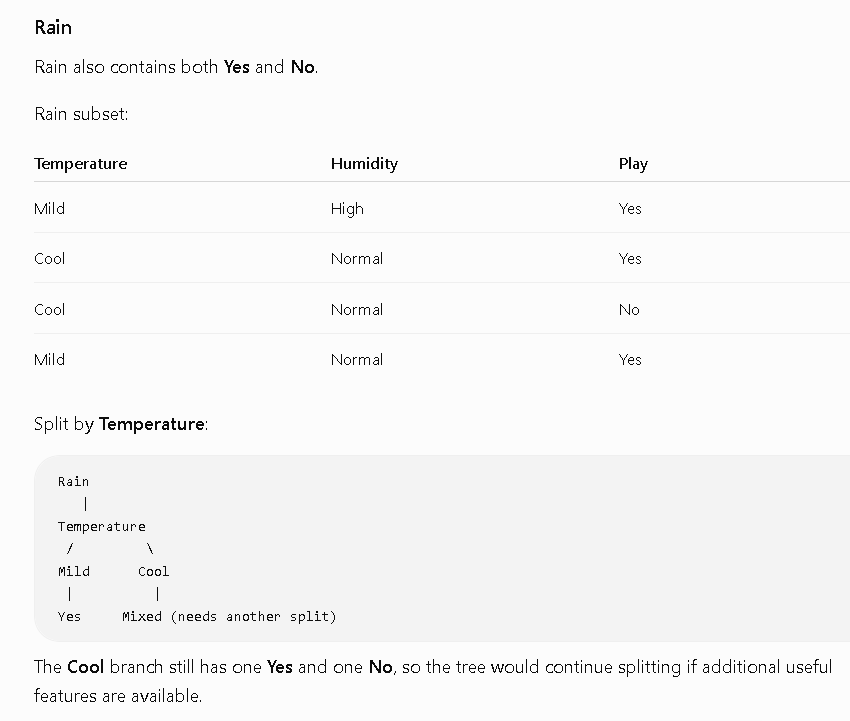 Rain
Rain also contains both Yes and No.
Rain subset:
Temperature Humidity Play
Mild High Yes
Cool Normal Yes
Cool Normal No
Mild Normal Yes
Split by Temperature:
Rain
|
Temperature
/ \
Mild Cool
| |
Yes Mixed (needs another split)
The Cool branch still has one Yes and one No, so the tree would continue splitting if additional useful
features are available.